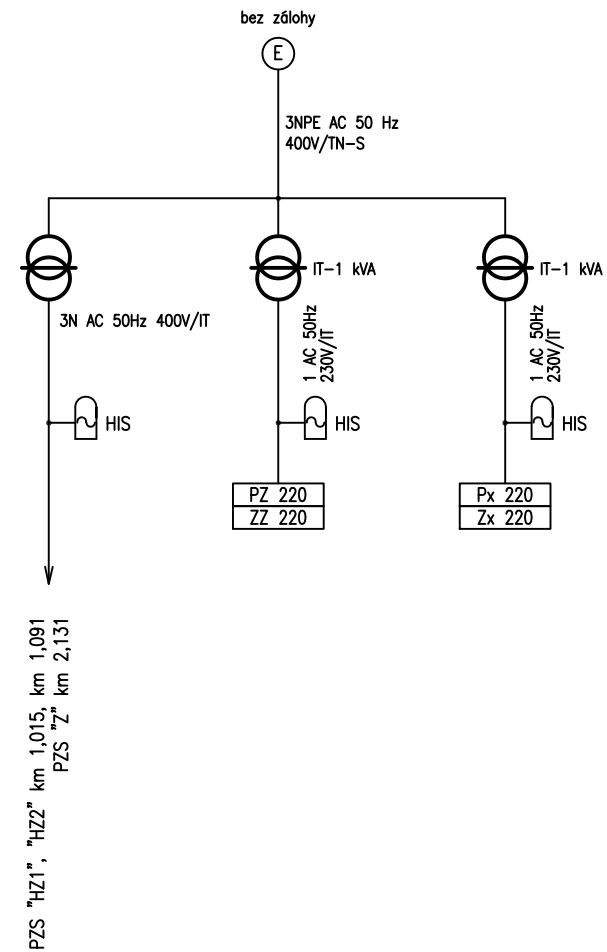 bez zálohy
E
3NPE AC 50 Hz
400V/TN-S
IT-1 kVA
IT-1 kVA
3N AC 50Hz 400V/IT
1 AC 50Hz
230V/IT
1 AC 50Hz
230V/IT
HIS
HIS
HIS
PZ 220
ZZ 220
Px 220
Zx 220
PZS "HZ1", "HZ2" km 1,015, km 1,091
PZS "Z" km 2,131